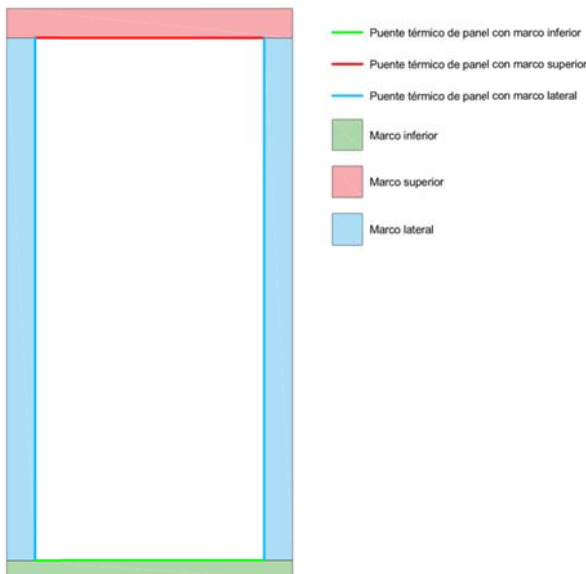 Puente térmico de panel con marco inferior
Puente térmico de panel con marco superior
Puente térmico de panel con marco lateral
Marco inferior
Marco superior
Marco lateral